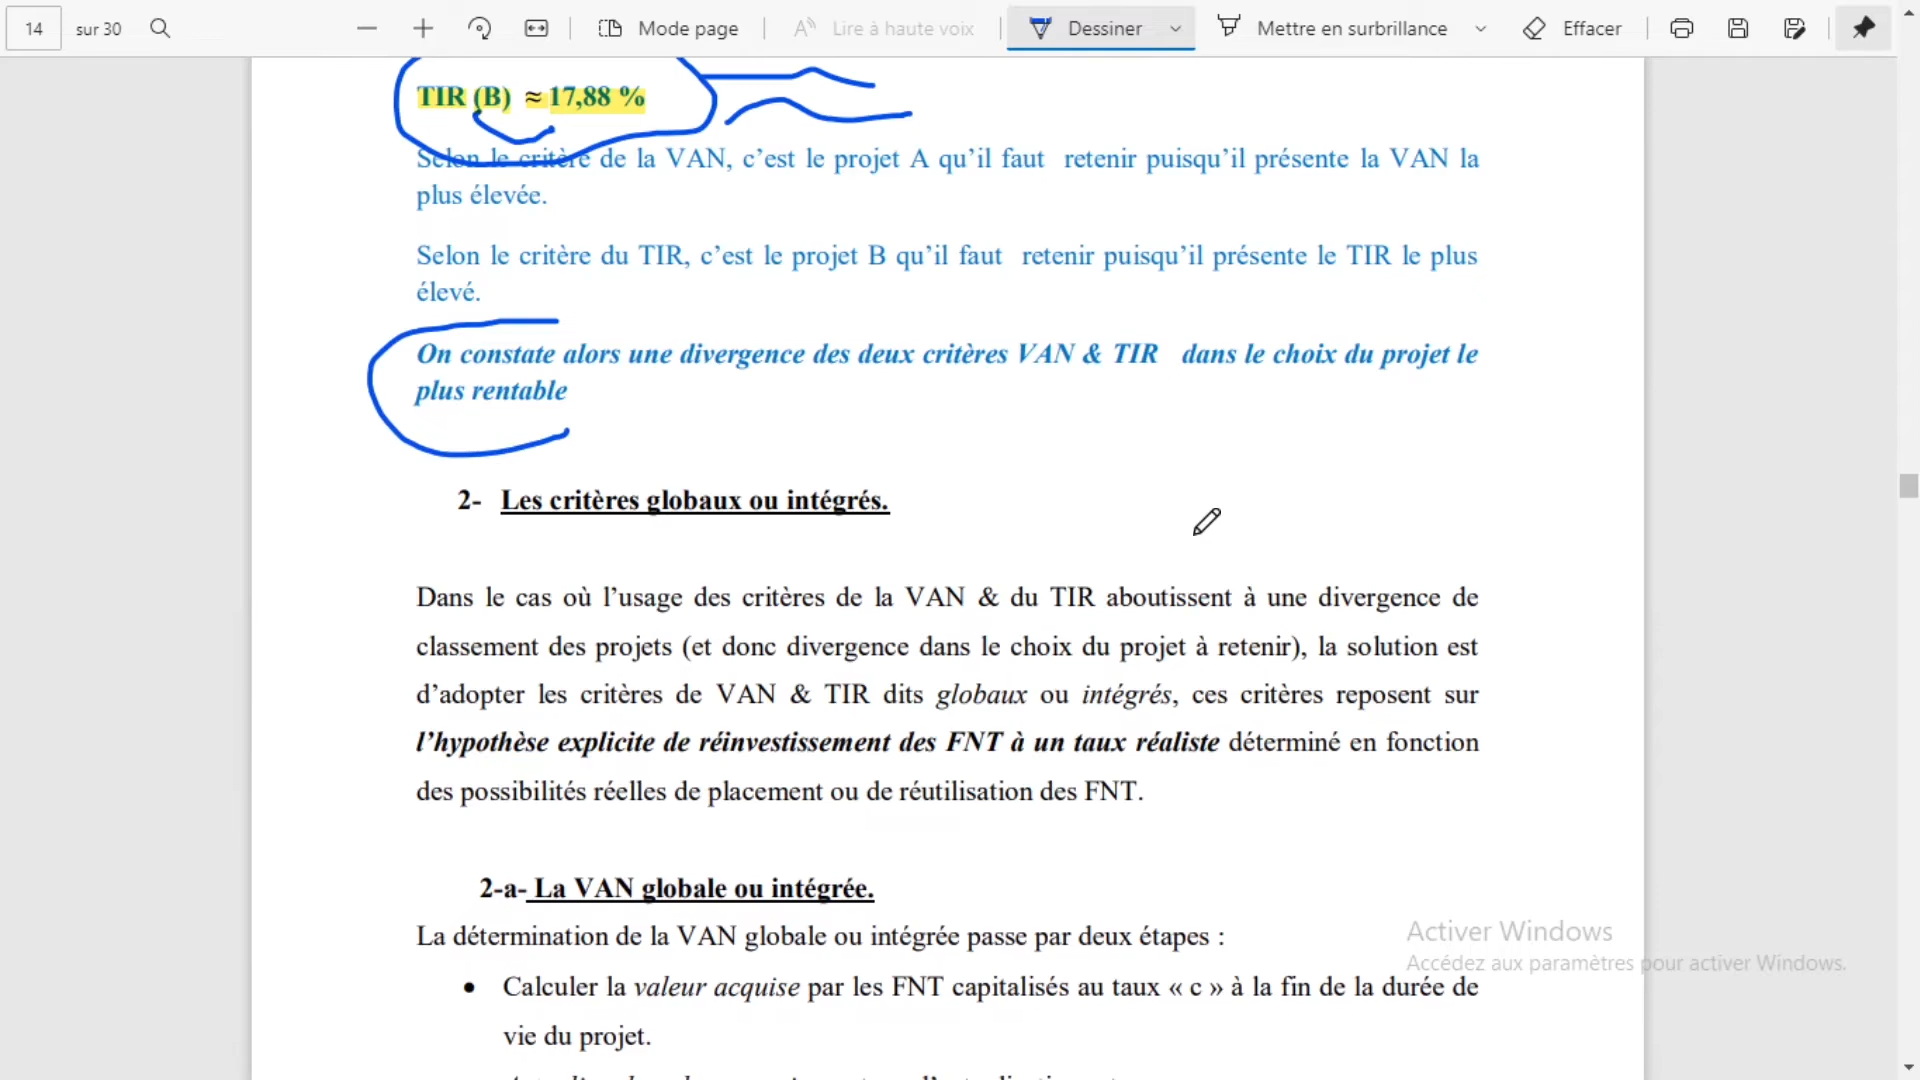 14 sur 30 Mode page Lire à haute voix Dessiner Mettre en surbrillance Effacer
TIR (B) ≈ 17,88 %
Selon le critère de la VAN, c’est le projet A qu’il faut retenir puisqu’il présente la VAN la
plus élevée.
Selon le critère du TIR, c’est le projet B qu’il faut retenir puisqu’il présente le TIR le plus
élevé.
On constate alors une divergence des deux critères VAN & TIR dans le choix du projet le
plus rentable
2- Les critères globaux ou intégrés.
Dans le cas où l’usage des critères de la VAN & du TIR aboutissent à une divergence de
classement des projets (et donc divergence dans le choix du projet à retenir), la solution est
d’adopter les critères de VAN & TIR dits globaux ou intégrés, ces critères reposent sur
l’hypothèse explicite de réinvestissement des FNT à un taux réaliste déterminé en fonction
des possibilités réelles de placement ou de réutilisation des FNT.
2-a- La VAN globale ou intégrée.
La détermination de la VAN globale ou intégrée passe par deux étapes :
• Calculer la valeur acquise par les FNT capitalisés au taux « c » à la fin de la durée de
vie du projet.
Activer Windows
Accédez aux paramètres pour activer Windows.